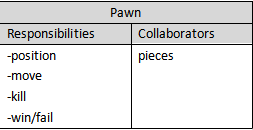 Pawn
Responsibilities Collaborators
-position pieces
-move
-kill
-win/fail